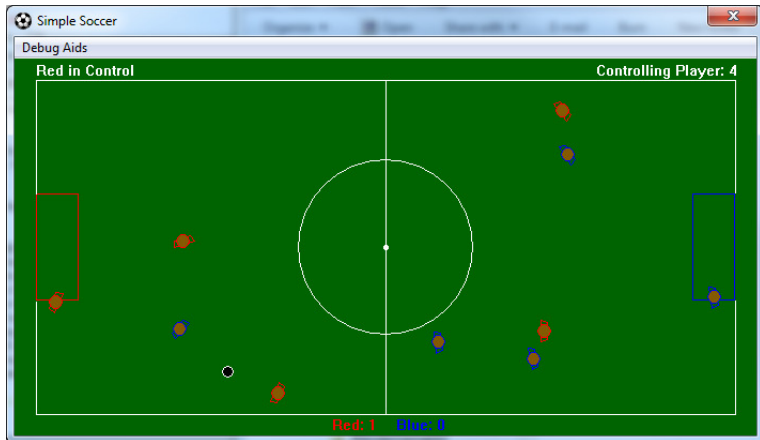 Simple Soccer
Debug Aids
Red in Control
Controlling Player: 4
Red: 1
Blue: 0